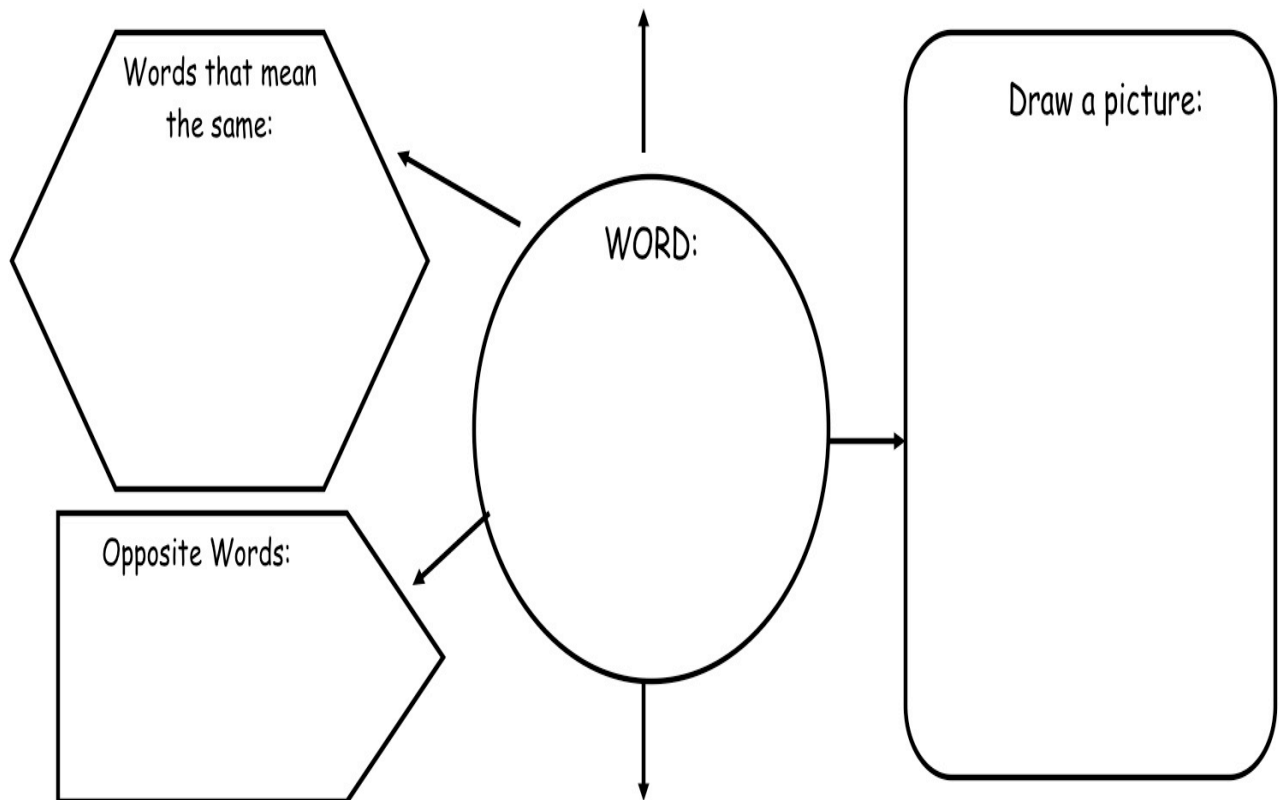 Words that mean
the same:
WORD:
Draw a picture:
Opposite Words: